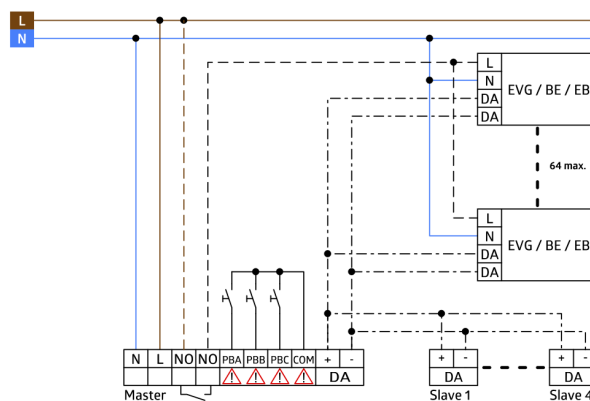 L
N
L
N
DA
DA
EVG / BE / EB
64 max.
L
N
DA
DA
EVG / BE / EB
N L NO NO PBA PBB PBC COM + -
DA
Master
+ -
DA
Slave 1
+ -
DA
Slave 4